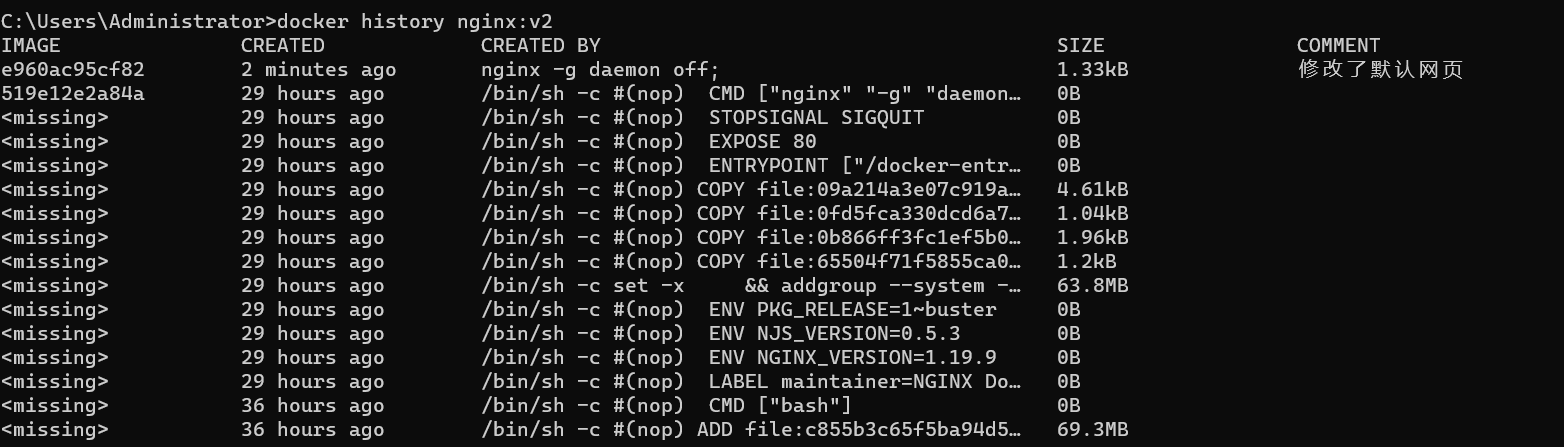 C:\Users\Administrator>docker history nginx:v2
IMAGE CREATED CREATED BY SIZE COMMENT
e960ac95cf82 2 minutes ago nginx -g daemon off; 1.33kB 修改了默认网页
519e12e2a84a 29 hours ago /bin/sh -c #(nop) CMD ["nginx" "-g" "daemon… 0B
<missing> 29 hours ago /bin/sh -c #(nop) STOPSIGNAL SIGQUIT 0B
<missing> 29 hours ago /bin/sh -c #(nop) EXPOSE 80 0B
<missing> 29 hours ago /bin/sh -c #(nop) ENTRYPOINT ["/docker-entr… 0B
<missing> 29 hours ago /bin/sh -c #(nop) COPY file:09a214a3e07c919a… 4.61kB
<missing> 29 hours ago /bin/sh -c #(nop) COPY file:0fd5fca330dcd6a7… 1.04kB
<missing> 29 hours ago /bin/sh -c #(nop) COPY file:0b866ff3fc1ef5b0… 1.96kB
<missing> 29 hours ago /bin/sh -c #(nop) COPY file:65504f71f5855ca0… 1.2kB
<missing> 29 hours ago /bin/sh -c set -x && addgroup --system -… 63.8MB
<missing> 29 hours ago /bin/sh -c #(nop) ENV PKG_RELEASE=1~buster 0B
<missing> 29 hours ago /bin/sh -c #(nop) ENV NJS_VERSION=0.5.3 0B
<missing> 29 hours ago /bin/sh -c #(nop) ENV NGINX_VERSION=1.19.9 0B
<missing> 29 hours ago /bin/sh -c #(nop) LABEL maintainer=NGINX Do… 0B
<missing> 36 hours ago /bin/sh -c #(nop) CMD ["bash"] 0B
<missing> 36 hours ago /bin/sh -c #(nop) ADD file:c855b3c65f5ba94d5… 69.3MB